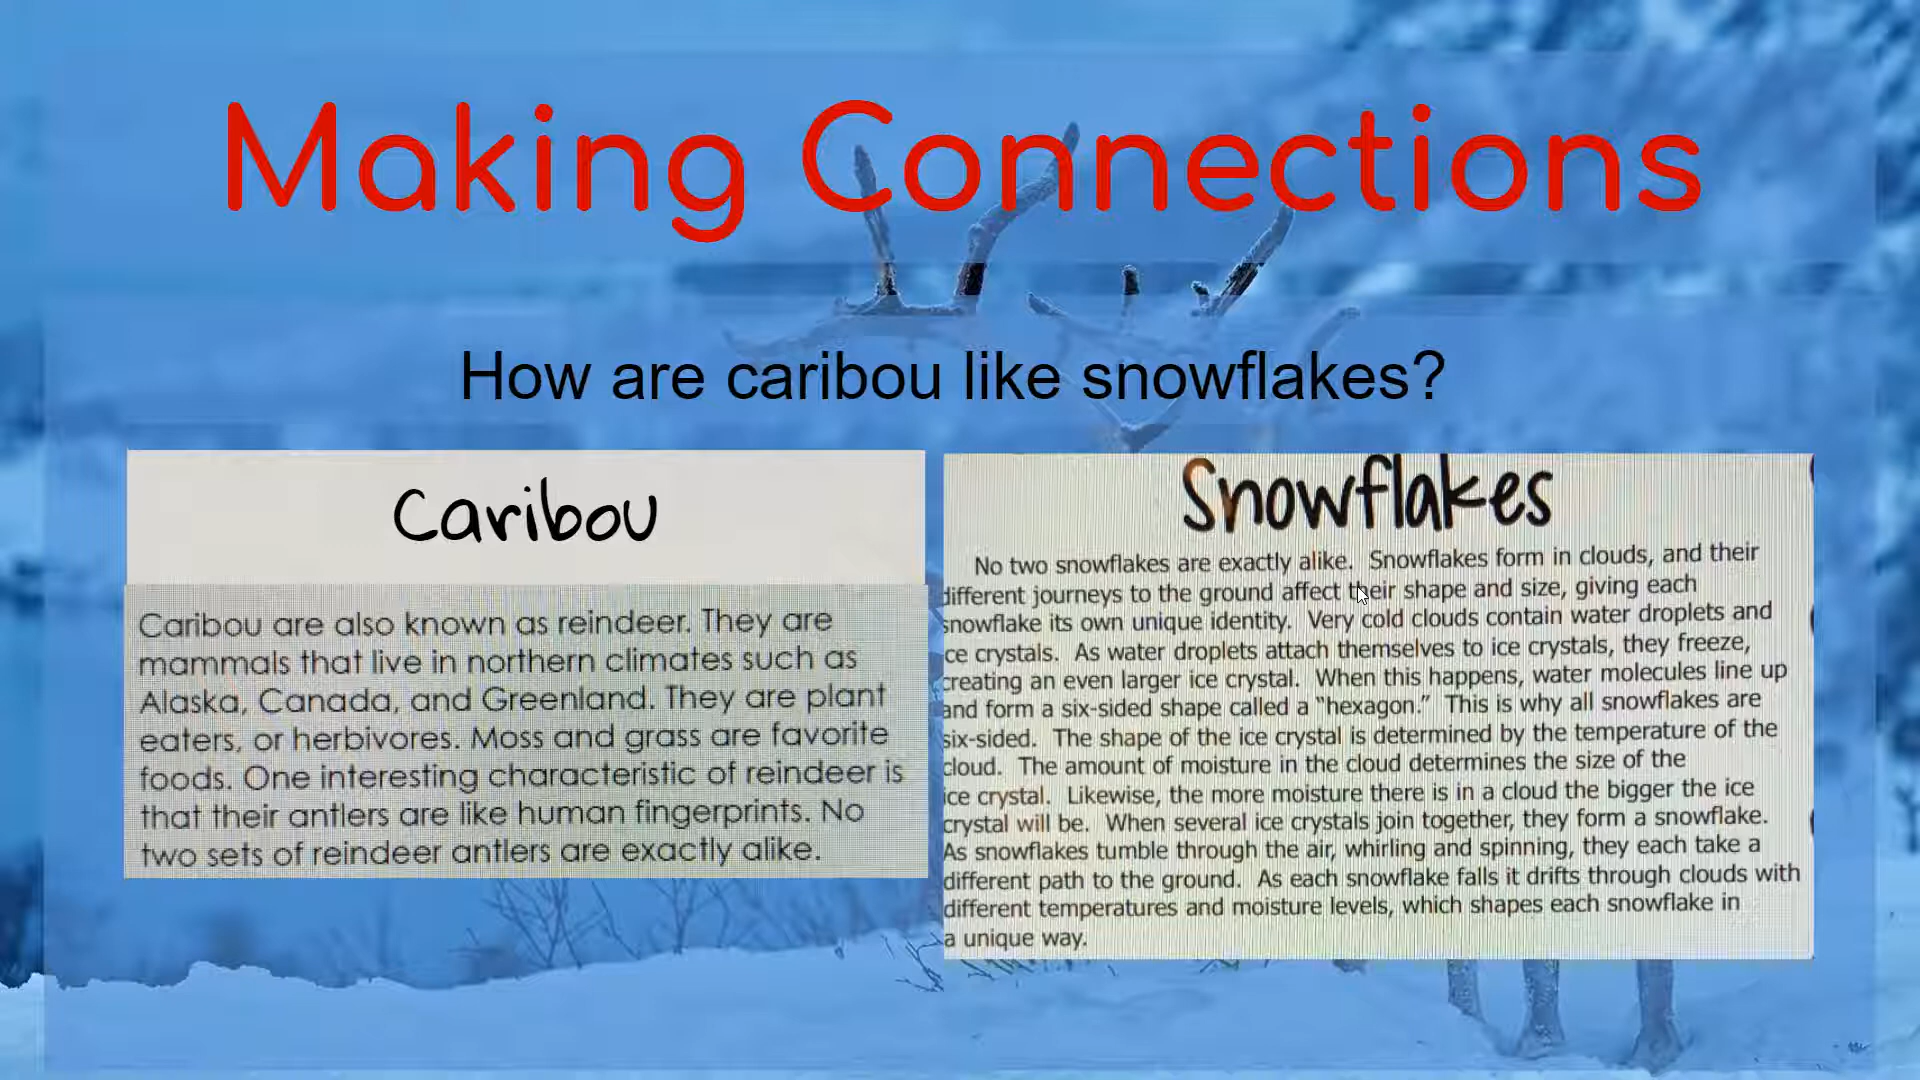 Making Connections
How are caribou like snowflakes?
Caribou
Caribou are also known as reindeer. They are
mammals that live in northern climates such as
Alaska, Canada, and Greenland. They are plant
eaters, or herbivores. Moss and grass are favorite
foods. One interesting characteristic of reindeer is
that their antlers are like human fingerprints. No
two sets of reindeer antlers are exactly alike.
Snowflakes
No two snowflakes are exactly alike. Snowflakes form in clouds, and their
different journeys to the ground affect their shape and size, giving each
snowflake its own unique identity. Very cold clouds contain water droplets and
ce crystals. As water droplets attach themselves to ice crystals, they freeze,
creating an even larger ice crystal. When this happens, water molecules line up
and form a six-sided shape called a "hexagon." This is why all snowflakes are
six-sided. The shape of the ice crystal is determined by the temperature of the
cloud. The amount of moisture in the cloud determines the size of the
ice crystal. Likewise, the more moisture there is in a cloud the bigger the ice
crystal will be. When several ice crystals join together, they form a snowflake.
As snowflakes tumble through the air, whirling and spinning, they each take a
different path to the ground. As each snowflake falls it drifts through clouds with
different temperatures and moisture levels, which shapes each snowflake in
a unique way.